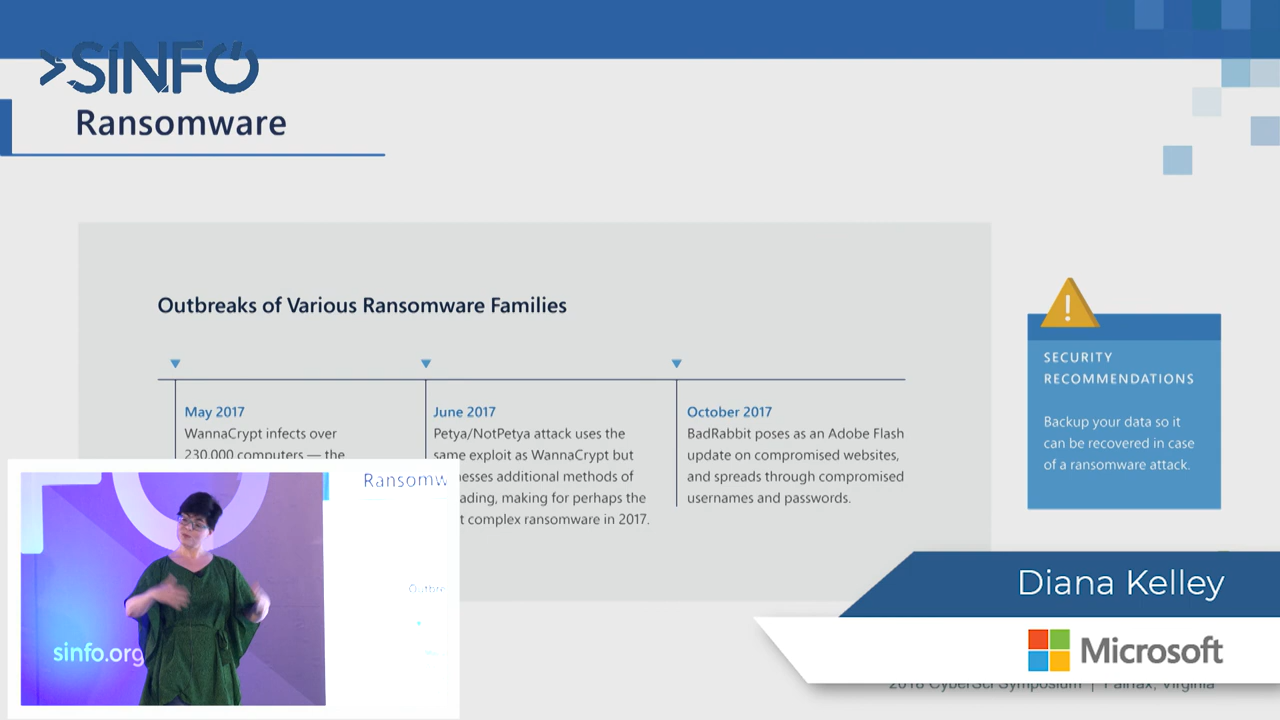 SINFO
Ransomware
Outbreaks of Various Ransomware Families
May 2017
WannaCrypt infects over
230,000 computers — the
June 2017
Petya/NotPetya attack uses the
same exploit as WannaCrypt but
esses additional methods of
ading, making for perhaps the
t complex ransomware in 2017.
October 2017
BadRabbit poses as an Adobe Flash
update on compromised websites,
and spreads through compromised
usernames and passwords.
!
SECURITY
RECOMMENDATIONS
Backup your data so it
can be recovered in case
of a ransomware attack.
Ransomw
Outbre
sinfo.org
Diana Kelley
Microsoft
2018 CyberSci Symposium | Fairfax, Virginia